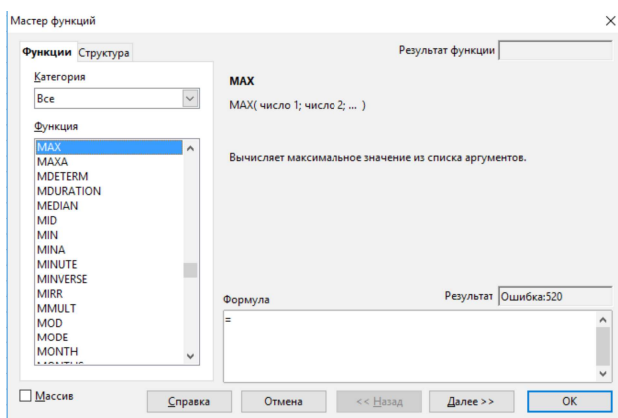 Мастер функций
Функции Структура
Результат функции
Категория
Все
Функция
MAX
MAXA
MDETERM
MDURATION
MEDIAN
MID
MIN
MINA
MINUTE
MINVERSE
MIRR
MMULT
MOD
MODE
MONTH
MAX
MAX( число 1; число 2; ... )
Вычисляет максимальное значение из списка аргументов.
Формула
Результат Ошибка:520
=
Массив
Справка
Отмена
<< Назад
Далее >>
ОК